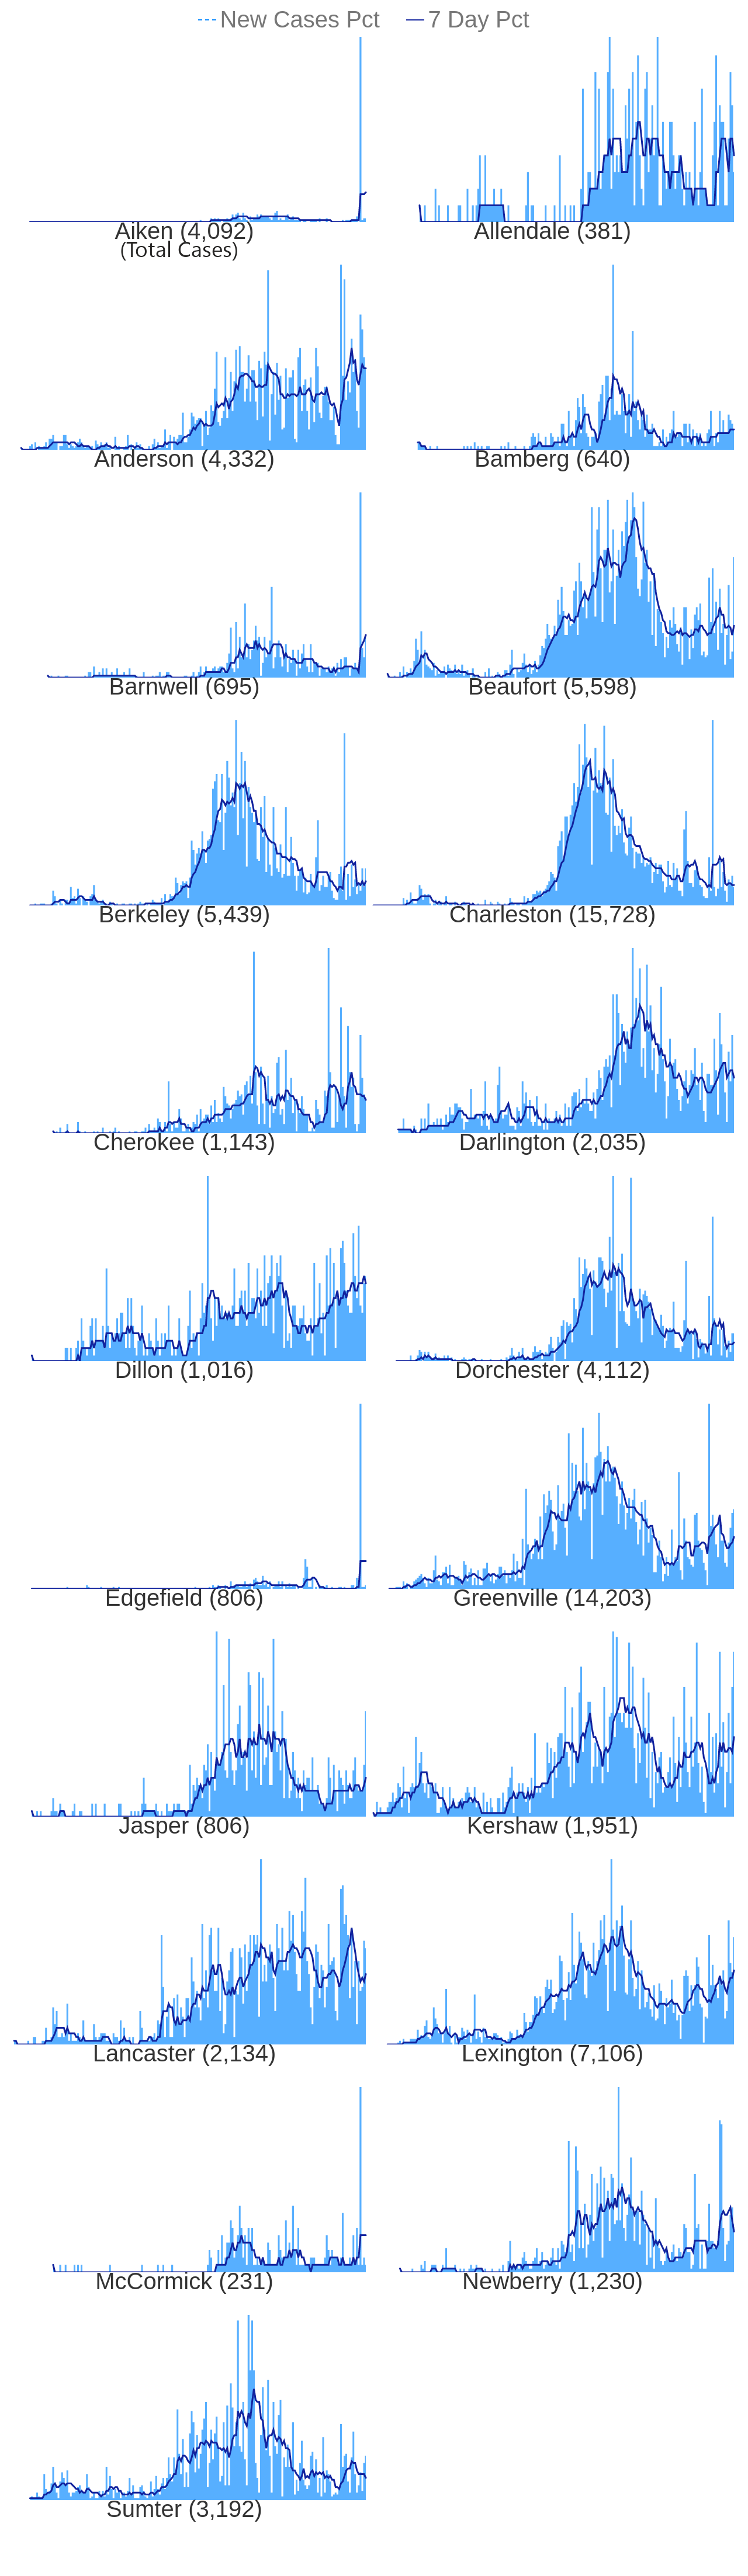 New Cases Pct 7 Day Pct
Aiken (4,092) Allendale (381)
(Total Cases)
Anderson (4,332) Bamberg (640)
Barnwell (695) Beaufort (5,598)
Berkeley (5,439) Charleston (15,728)
Cherokee (1,143) Darlington (2,035)
Dillon (1,016) Dorchester (4,112)
Edgefield (806) Greenville (14,203)
Jasper (806) Kershaw (1,951)
Lancaster (2,134) Lexington (7,106)
McCormick (231) Newberry (1,230)
Sumter (3,192)